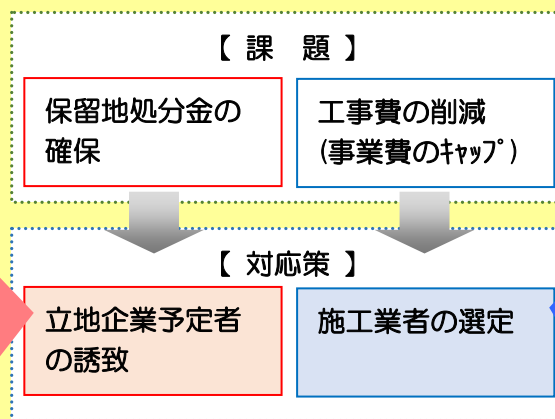 【 課　題 】
保留地処分金の
確保
工事費の削減
(事業費のｷｬｯﾌﾟ)
【 対応策 】
立地企業予定者
の誘致
施工業者の選定